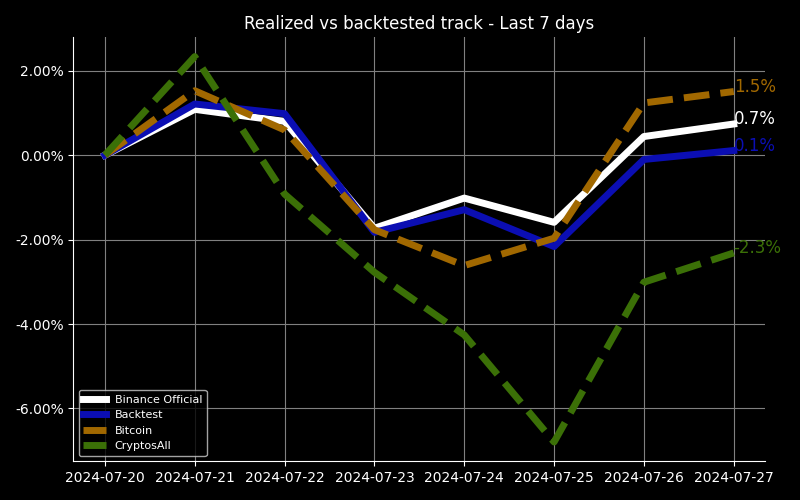 Realized vs backtested track - Last 7 days
2.00%
0.00%
-2.00%
-4.00%
-6.00%
1.5%
0.7%
0.1%
-2.3%
Binance Official
Backtest
Bitcoin
CryptosAll
2024-07-20 2024-07-21 2024-07-22 2024-07-23 2024-07-24 2024-07-25 2024-07-26 2024-07-27